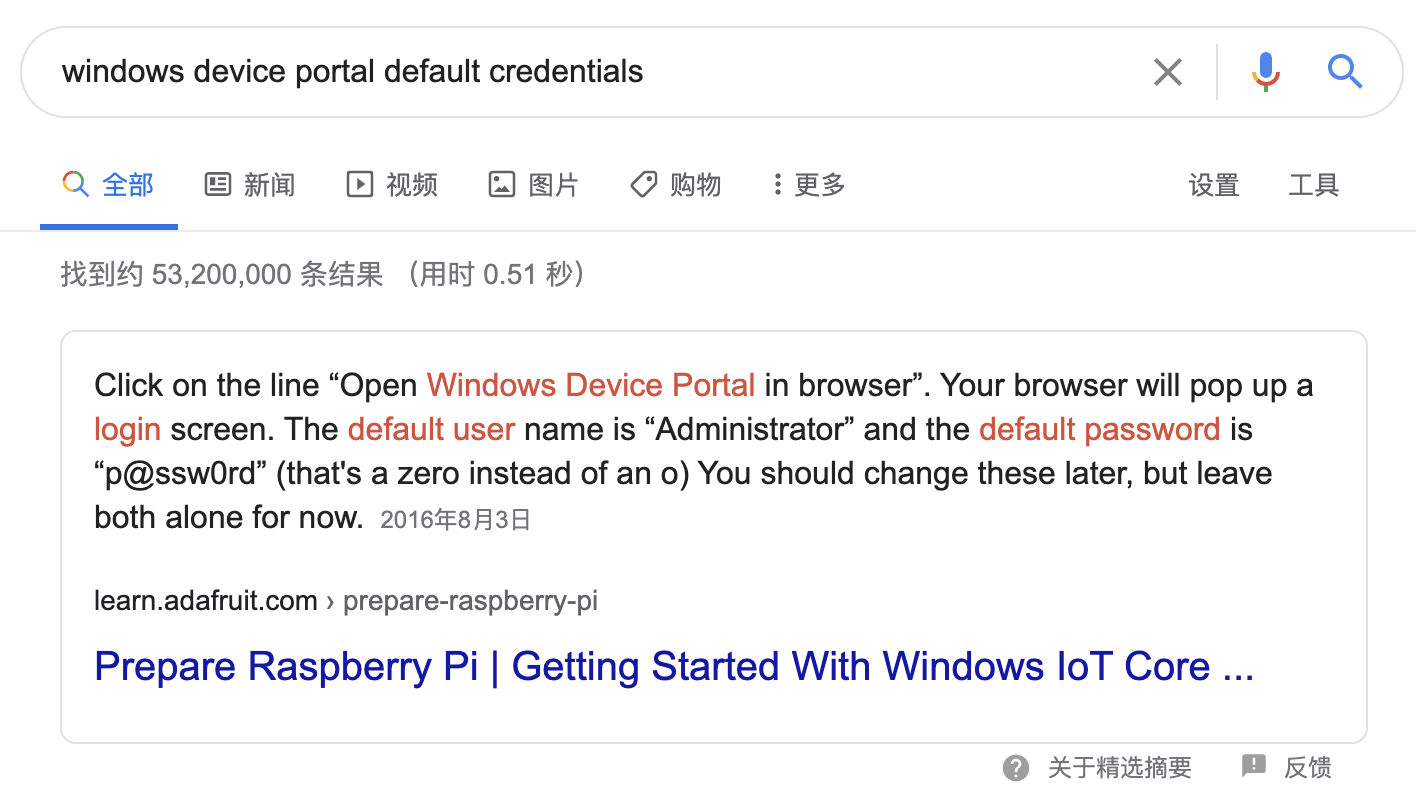 windows device portal default credentials
全部 新闻 视频 图片 购物 更多 设置 工具
找到约 53,200,000 条结果 （用时 0.51 秒）
Click on the line “Open Windows Device Portal in browser”. Your browser will pop up a
login screen. The default user name is “Administrator” and the default password is
“p@ssw0rd” (that's a zero instead of an o) You should change these later, but leave
both alone for now. 2016年8月3日
learn.adafruit.com › prepare-raspberry-pi
Prepare Raspberry Pi | Getting Started With Windows IoT Core ...
关于精选摘要 反馈